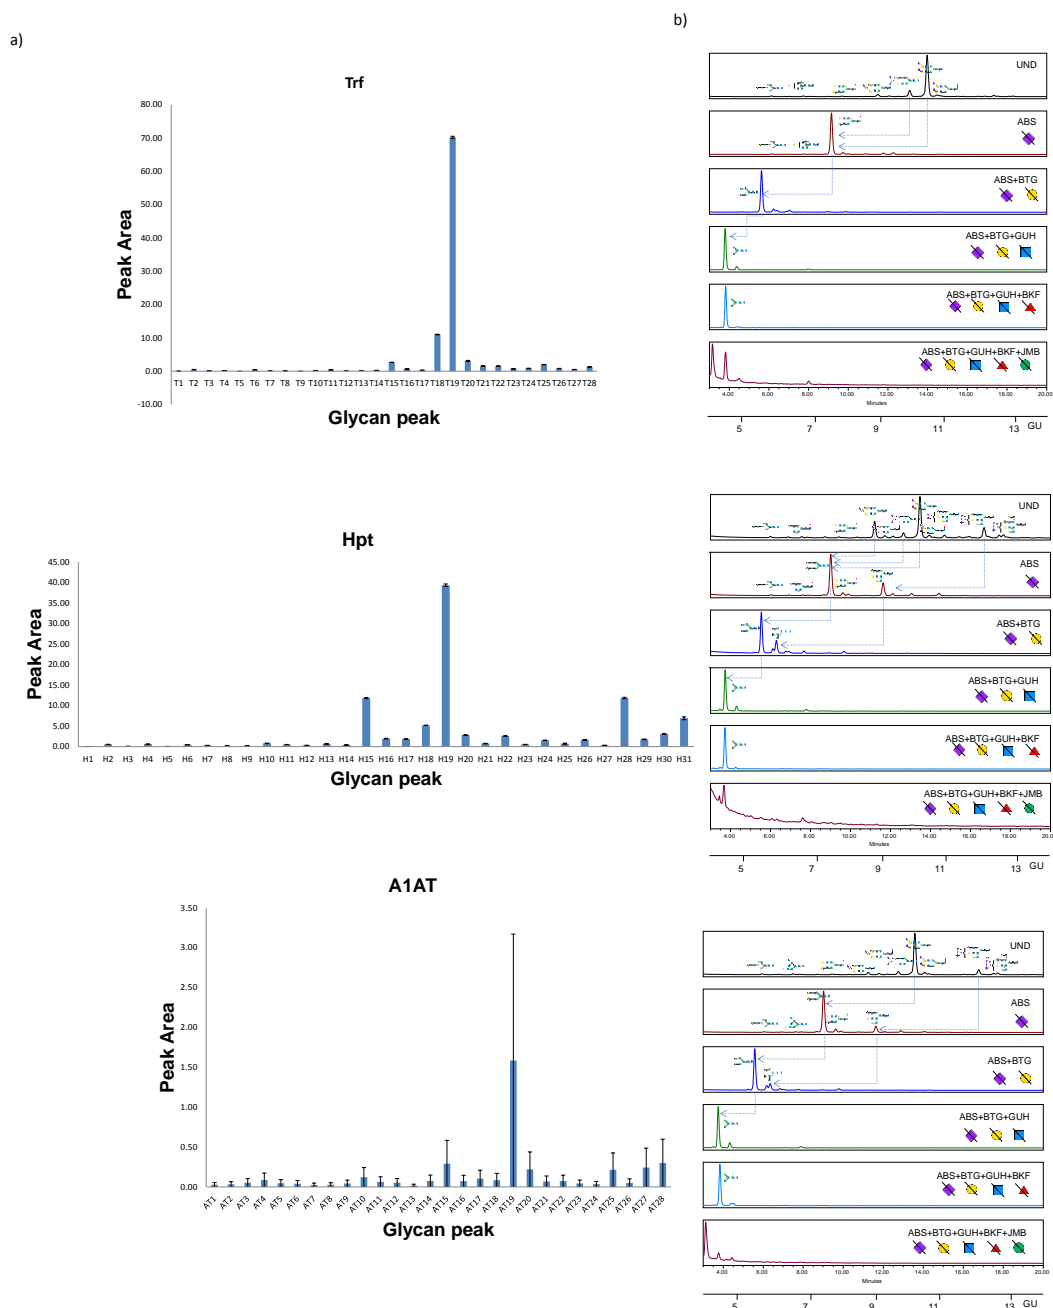 a)
Trf
Peak Area
80.00
70.00
60.00
50.00
40.00
30.00
20.00
10.00
0.00
-10.00
T1 T2 T3 T4 T5 T6 T7 T8 T9 T10 T11 T12 T13 T14 T15 T16 T17 T18 T19 T20 T21 T22 T23 T24 T25 T26 T27 T28
Glycan peak
Hpt
Peak Area
45.00
40.00
35.00
30.00
25.00
20.00
15.00
10.00
5.00
0.00
H1 H2 H3 H4 H5 H6 H7 H8 H9 H10 H11 H12 H13 H14 H15 H16 H17 H18 H19 H20 H21 H22 H23 H24 H25 H26 H27 H28 H29 H30 H31
Glycan peak
A1AT
Peak Area
3.50
3.00
2.50
2.00
1.50
1.00
0.50
0.00
AT1 AT2 AT3 AT4 AT5 AT6 AT7 AT8 AT9 AT10 AT11 AT12 AT13 AT14 AT15 AT16 AT17 AT18 AT19 AT20 AT21 AT22 AT23 AT24 AT25 AT26 AT27 AT28
Glycan peak
b)
UND
ABS
ABS+BTG
ABS+BTG+GUH
ABS+BTG+GUH+BKF
ABS+BTG+GUH+BKF+JMB
4.00 6.00 8.00 10.00 12.00 14.00 16.00 18.00 20.00
Minutes
5 7 9 11 13 GU
UND
ABS
ABS+BTG
ABS+BTG+GUH
ABS+BTG+GUH+BKF
ABS+BTG+GUH+BKF+JMB
4.00 6.00 8.00 10.00 12.00 14.00 16.00 18.00 20.0
Minutes
5 7 9 11 13 GU
UND
ABS
ABS+BTG
ABS+BTG+GUH
ABS+BTG+GUH+BKF
ABS+BTG+GUH+BKF+JMB
4.00 6.00 8.00 10.00 12.00 14.00 16.00 18.00 20.00
Minutes
5 7 9 11 13 GU